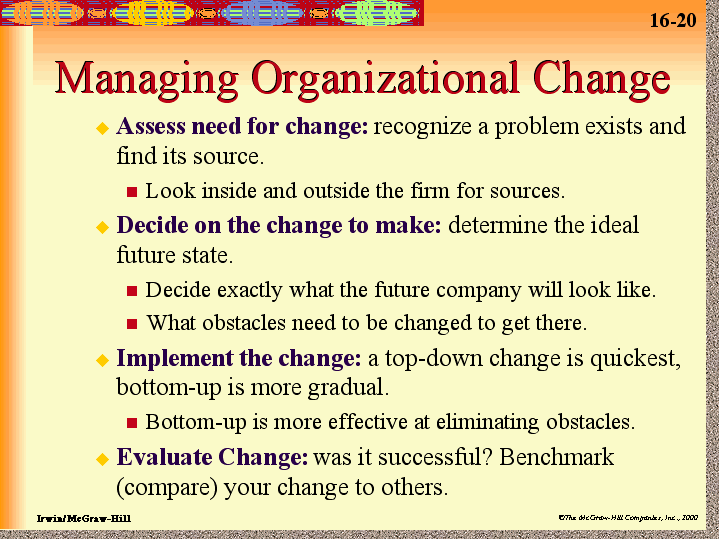 16-20
Managing Organizational Change
Assess need for change: recognize a problem exists and
find its source.
Look inside and outside the firm for sources.
Decide on the change to make: determine the ideal
future state.
Decide exactly what the future company will look like.
What obstacles need to be changed to get there.
Implement the change: a top-down change is quickest,
bottom-up is more gradual.
Bottom-up is more effective at eliminating obstacles.
Evaluate Change: was it successful? Benchmark
(compare) your change to others.
Irwin/McGraw-Hill
©The McGraw-Hill Companies, Inc., 2000